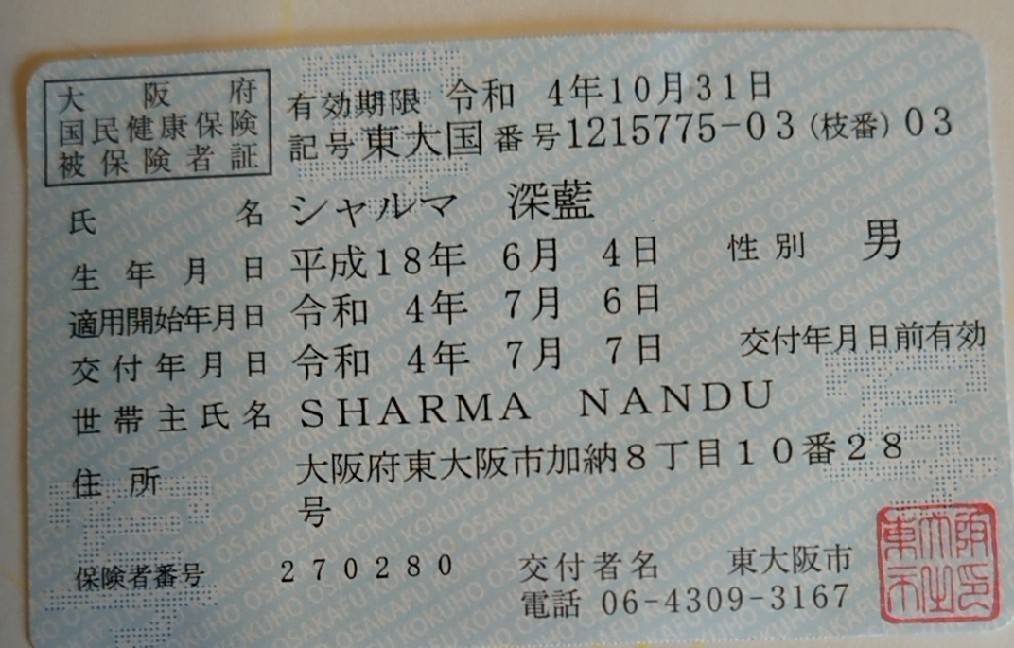 大阪府
国民健康保険
被保険者証
有効期限 令和 4年10月31日
記号 東大国 番号 1215775-03 (枝番) 03
氏名 シャルマ 深藍
生年月日 平成18年 6月 4日 性別 男
適用開始年月日 令和 4年 7月 6日
交付年月日 令和 4年 7月 7日 交付年月日前有効
世帯主氏名 SHARMA NANDU
住所 大阪府東大阪市加納8丁目10番28
号
保険者番号 270280 交付者名 東大阪市
電話 06-4309-3167